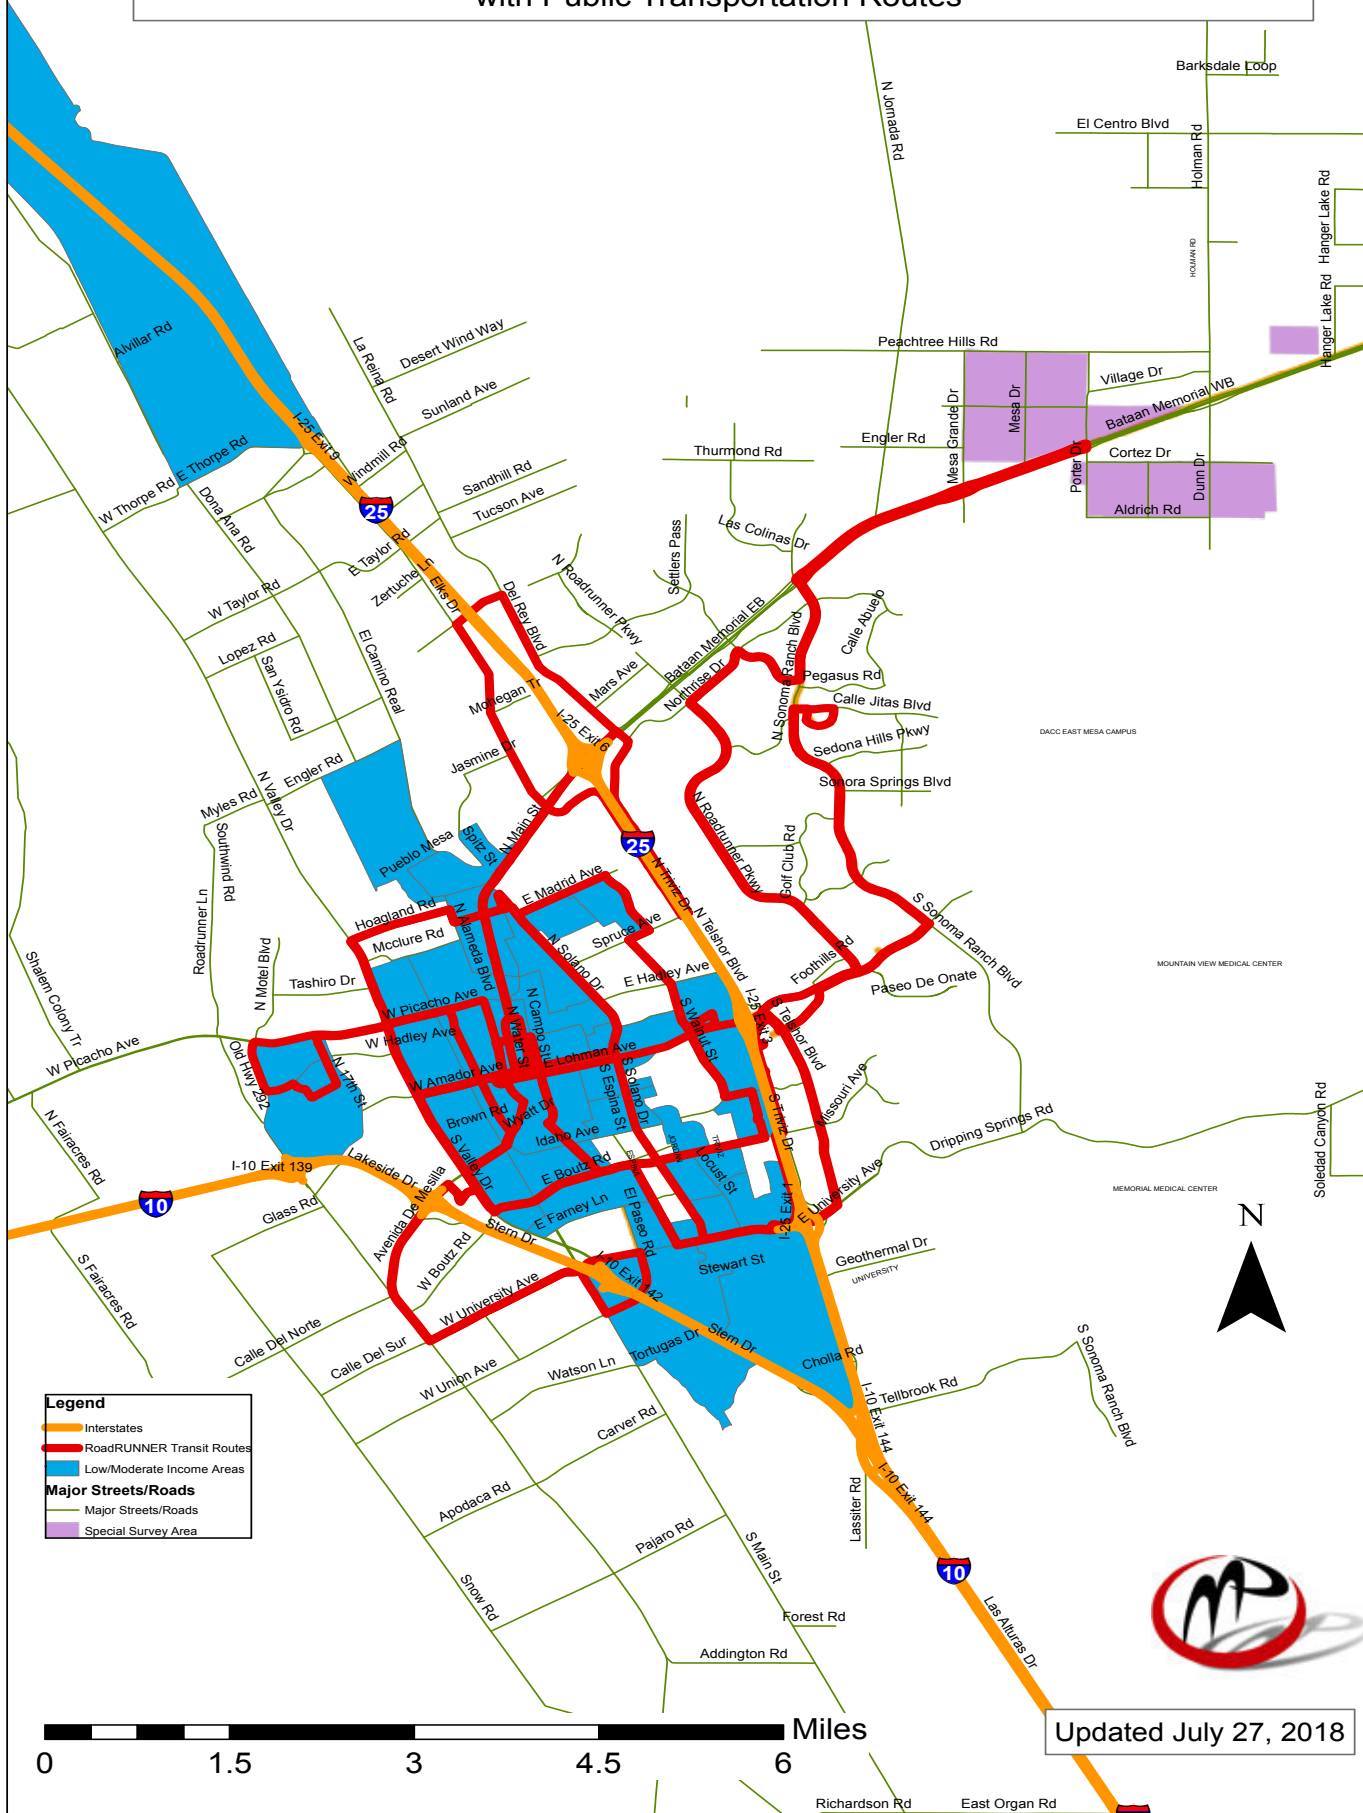 with Public Transportation Routes
Barksdale Loop
N Jornada Rd
El Centro Blvd
Holman Rd
Hanger Lake Rd
HOLMAN RD
Hanger Lake Rd
Alvillar Rd
La Reina Rd
Desert Wind Way
Peachtree Hills Rd
Village Dr
Sunland Ave
Mesa Grande Dr
Mesa Dr
Bataan Memorial WB
I-25 Exit 9
Windmill Rd
Engler Rd
Thurmond Rd
Porter Dr
Cortez Dr
Dunn Dr
W Thorpe Rd
E Thorpe Rd
Sandhill Rd
Tucson Ave
25
Aldrich Rd
Dona Ana Rd
Las Colinas Dr
Settlers Pass
E Taylor Rd
Zertuche Ln
Elks Dr
N Roadrunner Pkwy
W Taylor Rd
Del Rey Blvd
Bataan Memorial EB
Calle Abuelo
N Sonoma Ranch Blvd
Lopez Rd
El Camino Real
San Ysidro Rd
Mars Ave
Northrise Dr
Pegasus Rd
Mohegan Tr
Calle Jitas Blvd
I-25 Exit 6
Sedona Hills Pkwy
DACC EAST MESA CAMPUS
Jasmine Dr
Engler Rd
N Valley Dr
Sonora Springs Blvd
Myles Rd
Southwind Rd
Pueblo Mesa
Spitz St
N Main St
25
N Roadrunner Pkwy
Golf Club Rd
N Triviz Dr
E Madrid Ave
Hoagland Rd
N Alameda Blvd
N Telshor Blvd
S Sonoma Ranch Blvd
Roadrunner Ln
N Motel Blvd
Mcclure Rd
N Solano Dr
Spruce Ave
Shalem Colony Tr
Tashiro Dr
E Hadley Ave
Foothills Rd
Paseo De Onate
MOUNTAIN VIEW MEDICAL CENTER
W Picacho Ave
W Hadley Ave
N Water St
N Campo St
S Walnut St
I-25 Exit 3
S Telshor Blvd
W Picacho Ave
Old Hwy 292
N 17th St
W Amador Ave
E Lohman Ave
S Espina St
S Solano Dr
N Fairacres Rd
Brown Rd
Wyatt Dr
Idaho Ave
S Triviz Dr
Missouri Ave
Dripping Springs Rd
Soledad Canyon Rd
ESPINA
JORDAN
TRIVIZ
I-10 Exit 139
Lakeside Dr
S Valley Dr
E Boutz Rd
Locust St
10
Glass Rd
Avenida De Mesilla
E Farney Ln
El Paseo Rd
I-25 Exit 1
E University Ave
MEMORIAL MEDICAL CENTER
N
Stern Dr
W Boutz Rd
S Fairacres Rd
I-10 Exit 142
Stewart St
Geothermal Dr
UNIVERSITY
W University Ave
Calle Del Norte
Calle Del Sur
Tortugas Dr
Stern Dr
Cholla Rd
S Sonoma Ranch Blvd
W Union Ave
Watson Ln
Tellbrook Rd
I-10 Exit 144
Carver Rd
Legend
Interstates
RoadRUNNER Transit Routes
Low/Moderate Income Areas
Major Streets/Roads
Major Streets/Roads
Special Survey Area
I-10 Exit 144
Lassiter Rd
Apodaca Rd
Pajaro Rd
S Main St
Snow Rd
10
Las Alturas Dr
Forest Rd
Addington Rd
Miles
0 1.5 3 4.5 6
Updated July 27, 2018
Richardson Rd
East Organ Rd